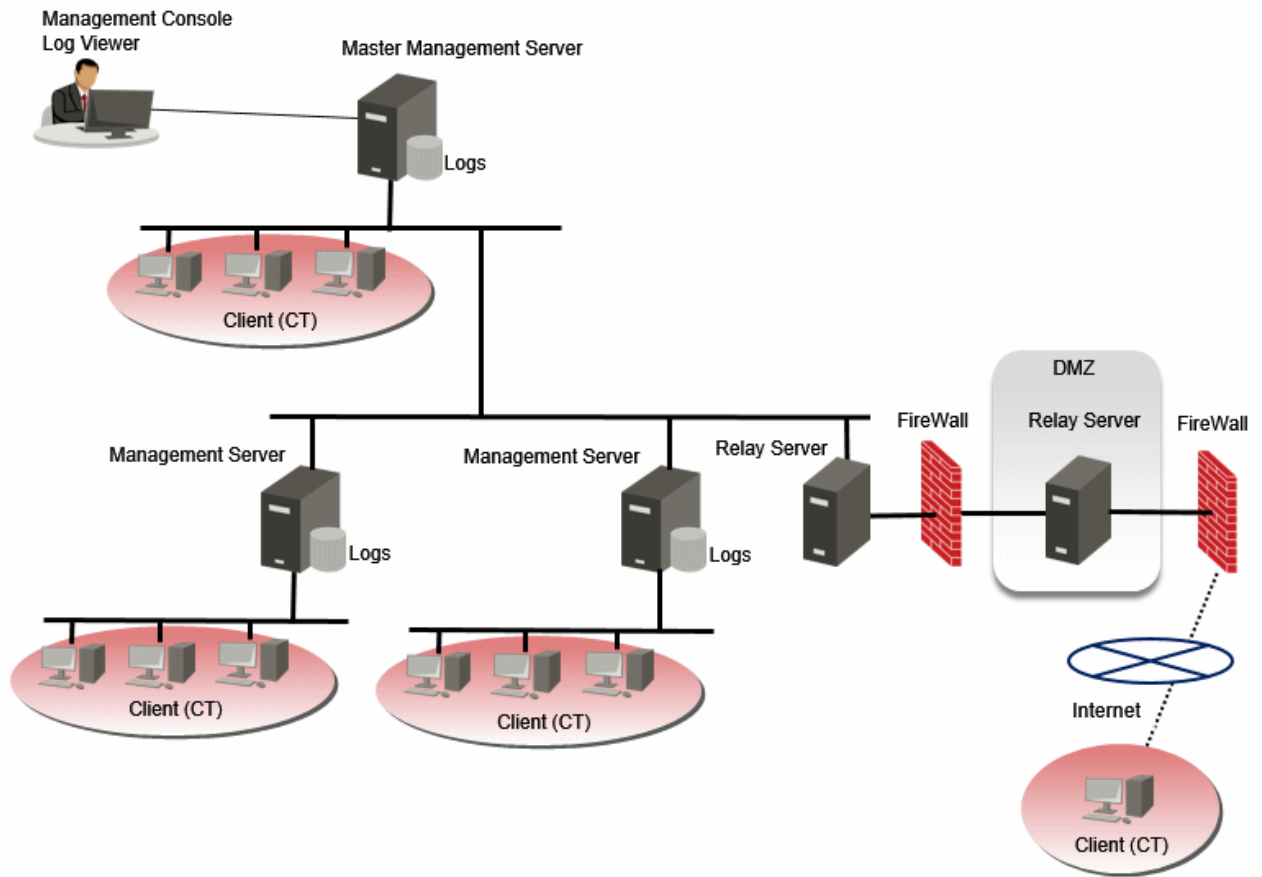 Management Console
Log Viewer
Master Management Server
Logs
Client (CT)
DMZ
FireWall
Relay Server
FireWall
Management Server
Management Server
Relay Server
Logs
Logs
Client (CT)
Client (CT)
Internet
Client (CT)